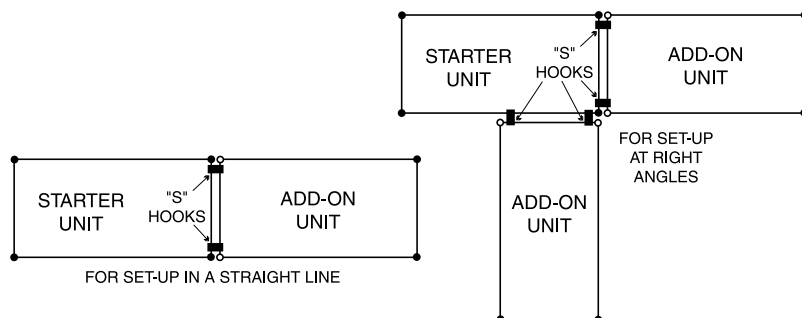 STARTER
UNIT
"S"
HOOKS
ADD-ON
UNIT
FOR SET-UP IN A STRAIGHT LINE
STARTER
UNIT
"S"
HOOKS
ADD-ON
UNIT
FOR SET-UP
AT RIGHT
ANGLES
ADD-ON
UNIT